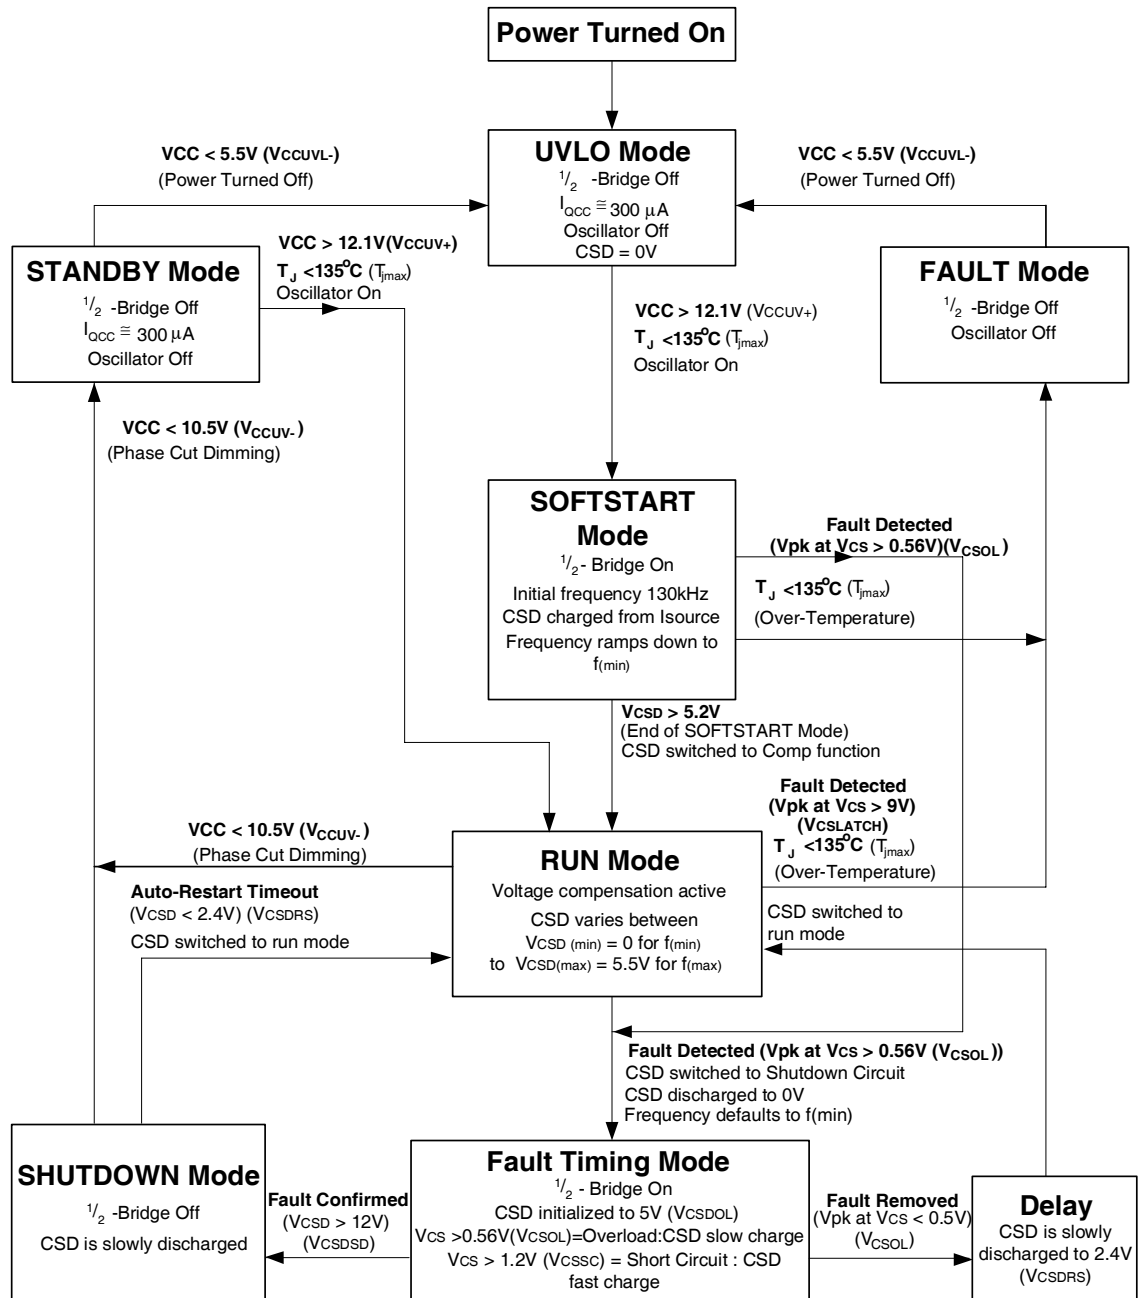 Power Turned On
VCC < 5.5V (VCCUVL-)
(Power Turned Off)
UVLO Mode
1/2 -Bridge Off
IQCC ≅ 300 μA
Oscillator Off
CSD = 0V
VCC < 5.5V (VCCUVL-)
(Power Turned Off)
STANDBY Mode
1/2 -Bridge Off
IQCC ≅ 300 μA
Oscillator Off
VCC > 12.1V(VCCUV+)
TJ <135°C (Tjmax)
Oscillator On
FAULT Mode
1/2 -Bridge Off
Oscillator Off
VCC > 12.1V (VCCUV+)
TJ <135°C (Tjmax)
Oscillator On
VCC < 10.5V (VCCUV-)
(Phase Cut Dimming)
SOFTSTART
Mode
1/2- Bridge On
Initial frequency 130kHz
CSD charged from Isource
Frequency ramps down to
f(min)
Fault Detected
(Vpk at VCS > 0.56V)(VCSOL)
TJ <135°C (Tjmax)
(Over-Temperature)
VCSD > 5.2V
(End of SOFTSTART Mode)
CSD switched to Comp function
Fault Detected
(Vpk at VCS > 9V)
(VCSLATCH)
TJ <135°C (Tjmax)
(Over-Temperature)
VCC < 10.5V (VCCUV-)
(Phase Cut Dimming)
RUN Mode
Voltage compensation active
CSD varies between
VCSD (min) = 0 for f(min)
to VCSD(max) = 5.5V for f(max)
Auto-Restart Timeout
(VCSD < 2.4V) (VCSDRS)
CSD switched to run mode
CSD switched to
run mode
Fault Detected (Vpk at VCS > 0.56V (VCSOL))
CSD switched to Shutdown Circuit
CSD discharged to 0V
Frequency defaults to f(min)
SHUTDOWN Mode
1/2 -Bridge Off
CSD is slowly discharged
Fault Confirmed
(VCSD > 12V)
(VCSDSD)
Fault Timing Mode
1/2 - Bridge On
CSD initialized to 5V (VCSDOL)
VCS >0.56V(VCSOL)=Overload:CSD slow charge
VCS > 1.2V (VCSSC) = Short Circuit : CSD
fast charge
Fault Removed
(Vpk at VCS < 0.5V)
(VCSOL)
Delay
CSD is slowly
discharged to 2.4V
(VCSDRS)